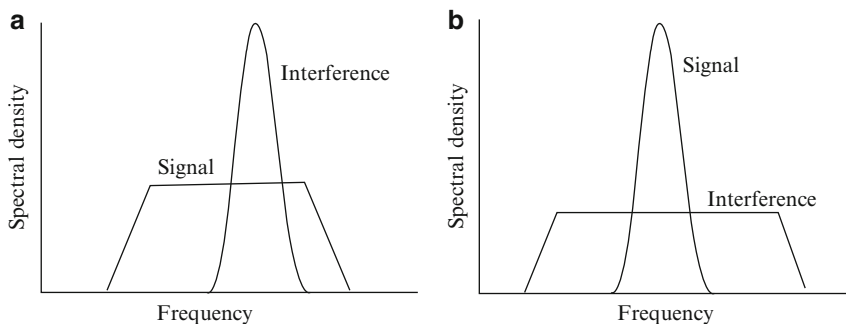 a
Spectral density
Interference
Signal
Frequency
b
Spectral density
Signal
Interference
Frequency